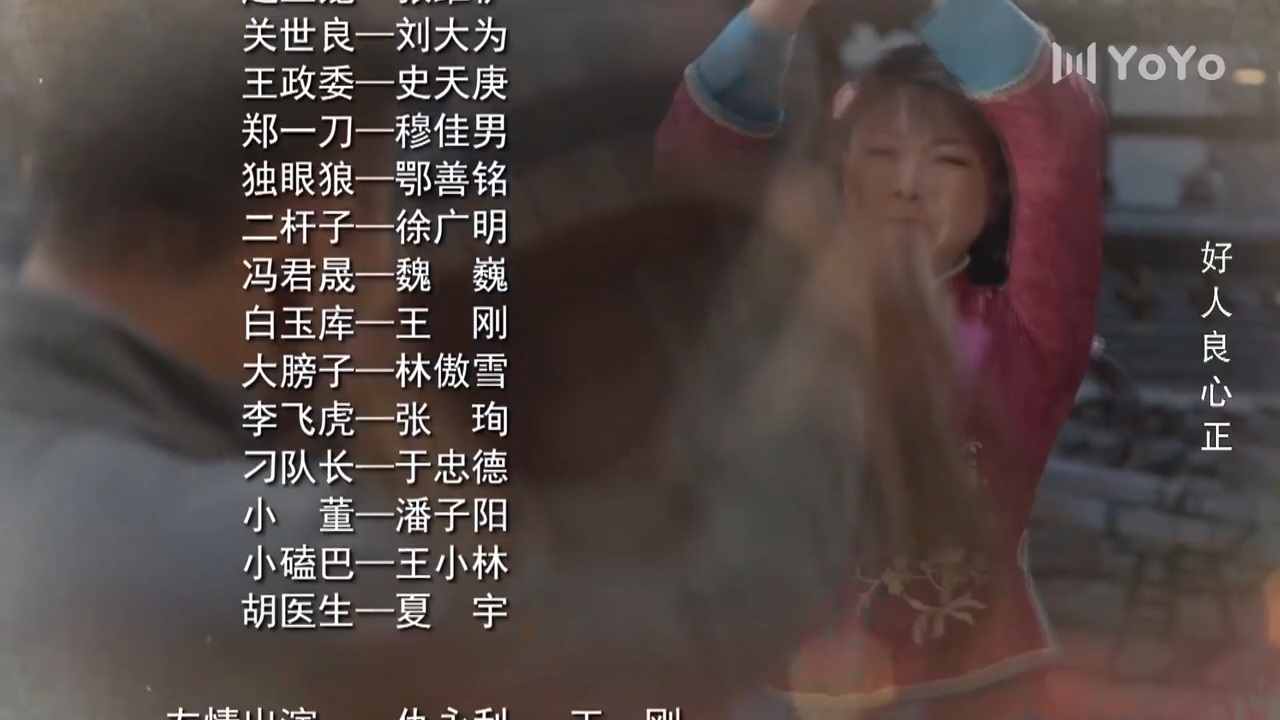 关世良—刘大为
王政委—史天庚
郑一刀—穆佳男
独眼狼—鄂善铭
二杆子—徐广明
冯君晟—魏　巍
白玉库—王　刚
大膀子—林傲雪
李飞虎—张　珣
刁队长—于忠德
小　董—潘子阳
小磕巴—王小林
胡医生—夏　宇
友情出演
YoYo
好人良心正